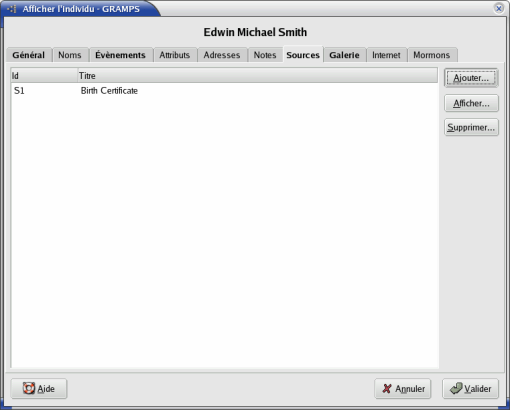 Afficher l'individu - GRAMPS
Edwin Michael Smith
Général Noms Évènements Attributs Adresses Notes Sources Galerie Internet Mormons
Id Titre
S1 Birth Certificate
Ajouter...
Afficher...
Supprimer...
Aide Annuler Valider